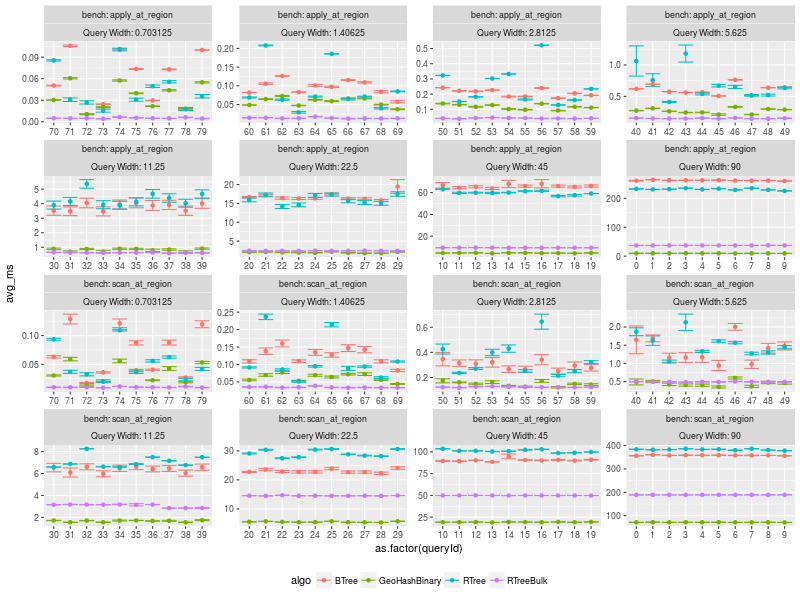 bench: apply_at_region bench: apply_at_region bench: apply_at_region bench: apply_at_region
Query Width: 0.703125 Query Width: 1.40625 Query Width: 2.8125 Query Width: 5.625
0.09 0.06 0.03 0.00
0.20 0.15 0.10 0.05
0.5 0.4 0.3 0.2 0.1
1.0 0.5
70 71 72 73 74 75 76 77 78 79 60 61 62 63 64 65 66 67 68 69 50 51 52 53 54 55 56 57 58 59 40 41 42 43 44 45 46 47 48 49
bench: apply_at_region bench: apply_at_region bench: apply_at_region bench: apply_at_region
Query Width: 11.25 Query Width: 22.5 Query Width: 45 Query Width: 90
5 4 3 2 1
20 15 10 5
60 40 20
200 100 0
30 31 32 33 34 35 36 37 38 39 20 21 22 23 24 25 26 27 28 29 10 11 12 13 14 15 16 17 18 19 0 1 2 3 4 5 6 7 8 9
avg_ms
bench: scan_at_region bench: scan_at_region bench: scan_at_region bench: scan_at_region
Query Width: 0.703125 Query Width: 1.40625 Query Width: 2.8125 Query Width: 5.625
0.10 0.05
0.25 0.20 0.15 0.10 0.05 0.00
0.6 0.4 0.2
2.0 1.5 1.0 0.5 0.0
70 71 72 73 74 75 76 77 78 79 60 61 62 63 64 65 66 67 68 69 50 51 52 53 54 55 56 57 58 59 40 41 42 43 44 45 46 47 48 49
bench: scan_at_region bench: scan_at_region bench: scan_at_region bench: scan_at_region
Query Width: 11.25 Query Width: 22.5 Query Width: 45 Query Width: 90
8 6 4 2
30 20 10
100 75 50 25
400 300 200 100
30 31 32 33 34 35 36 37 38 39 20 21 22 23 24 25 26 27 28 29 10 11 12 13 14 15 16 17 18 19 0 1 2 3 4 5 6 7 8 9
as.factor(queryId)
algo BTree GeoHashBinary RTree RTreeBulk